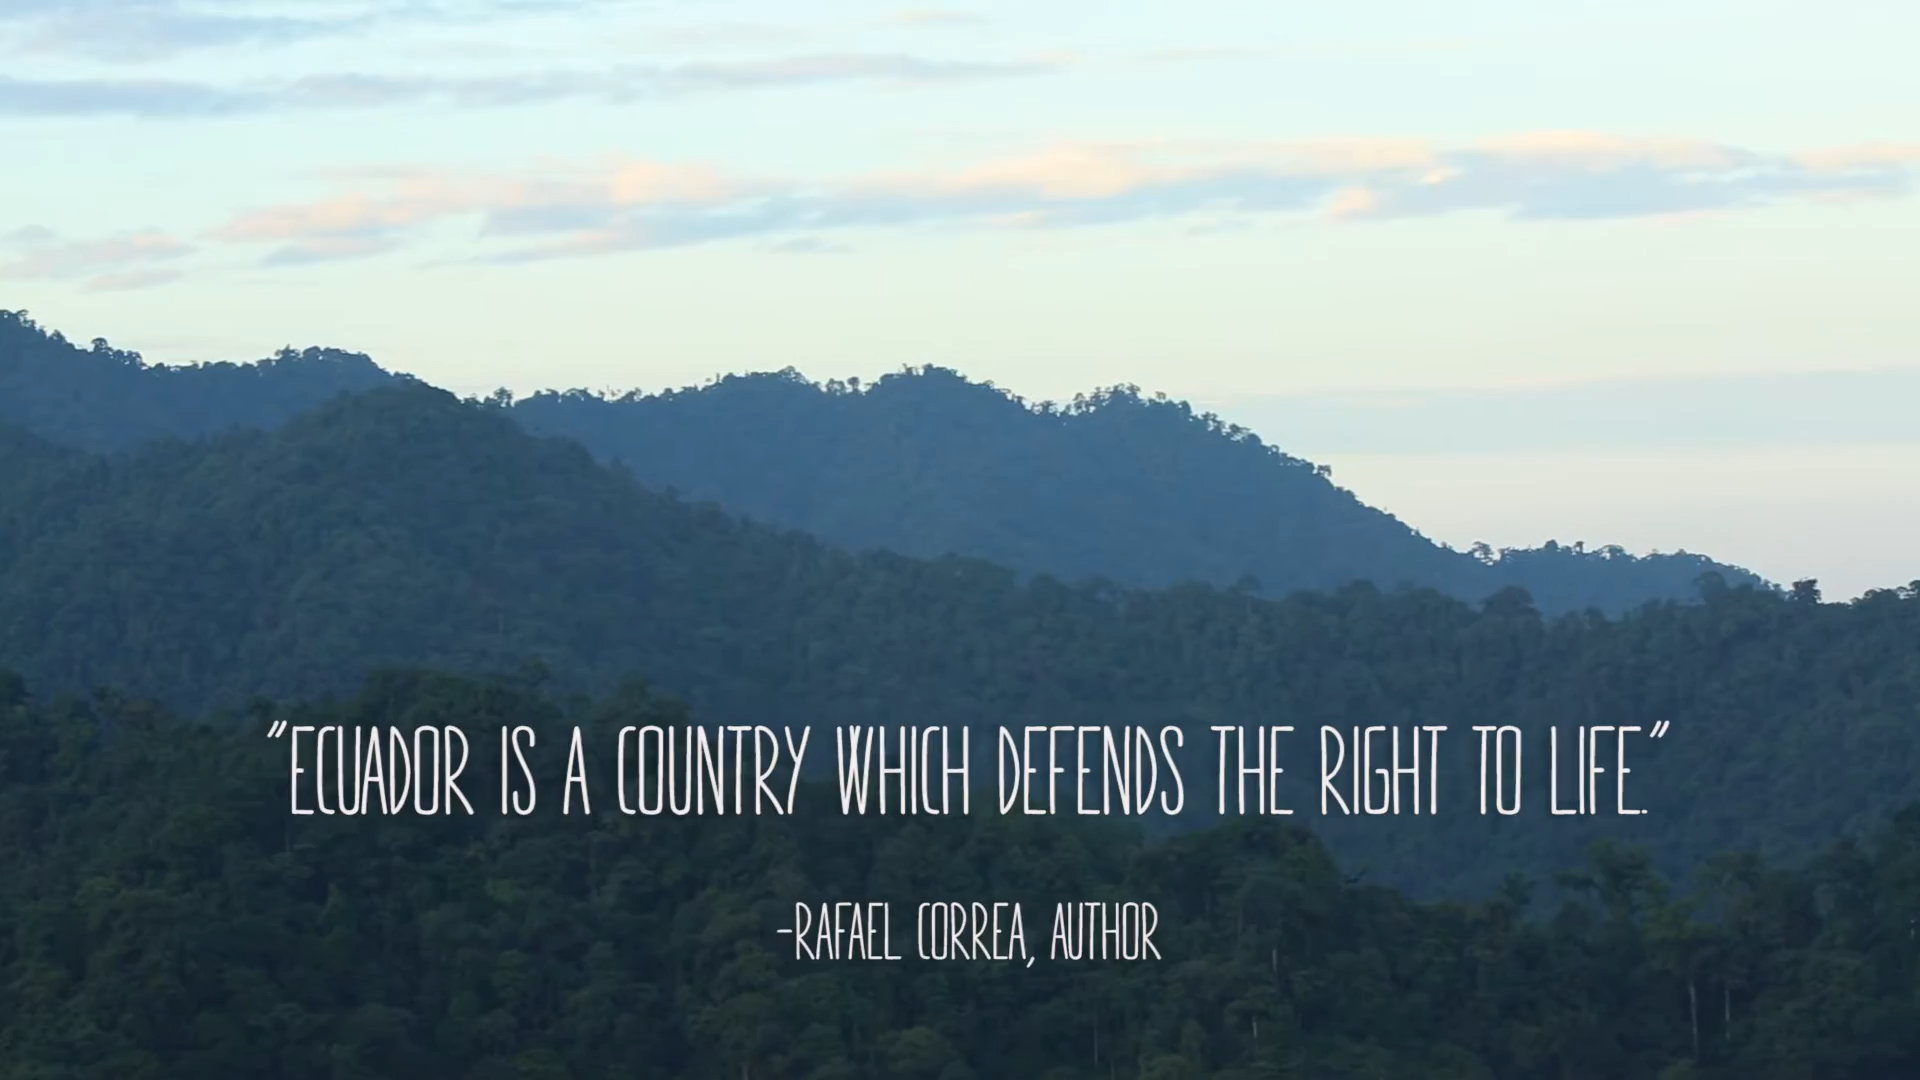 "ECUADOR IS A COUNTRY WHICH DEFENDS THE RIGHT TO LIFE."
-RAFAEL CORREA, AUTHOR